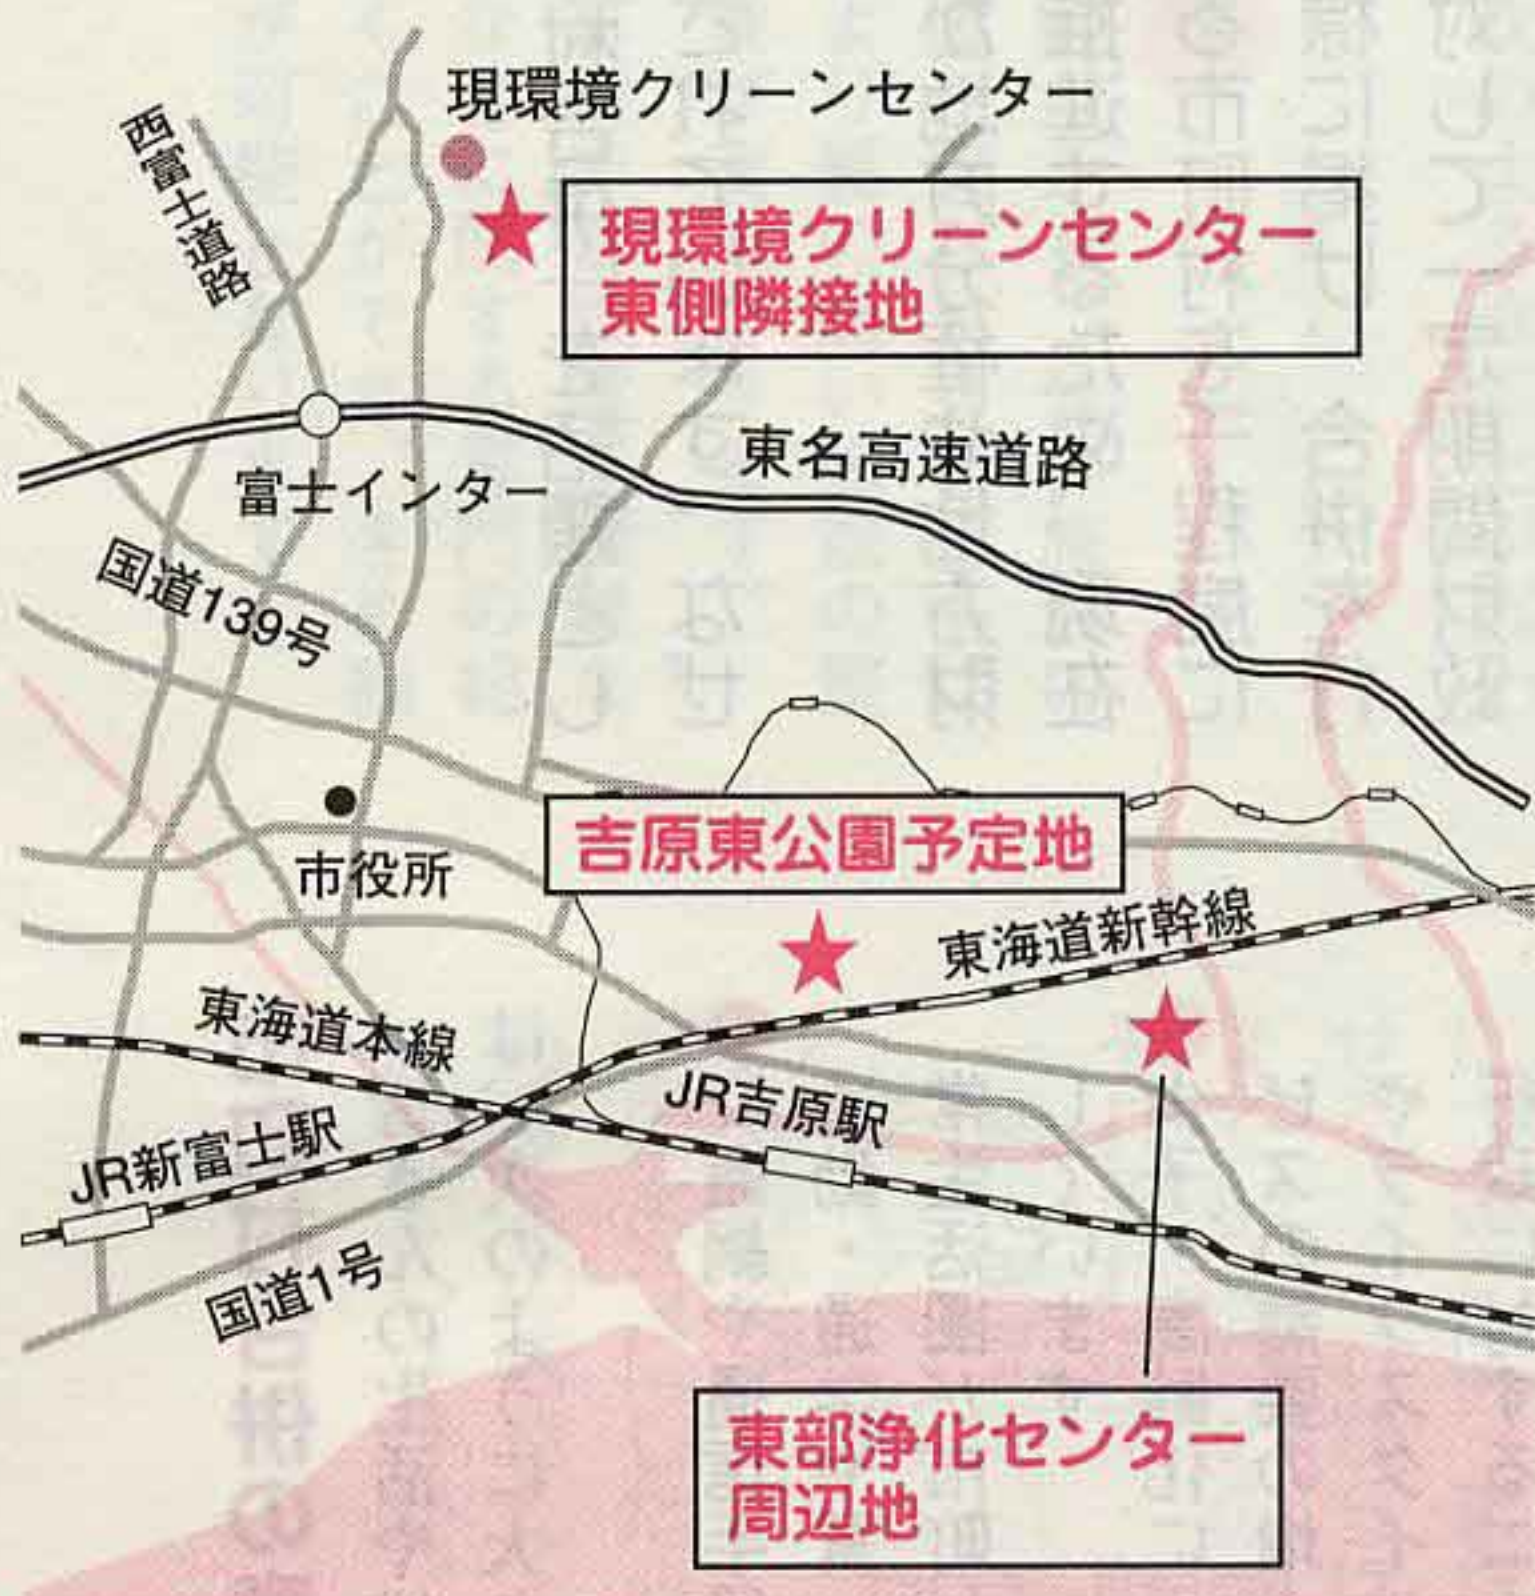 現環境クリーンセンター
西富士道路
現環境クリーンセンター
東側隣接地
東名高速道路
富士インター
国道139号
吉原東公園予定地
市役所
東海道新幹線
東海道本線
JR吉原駅
JR新富士駅
国道1号
東部浄化センター
周辺地